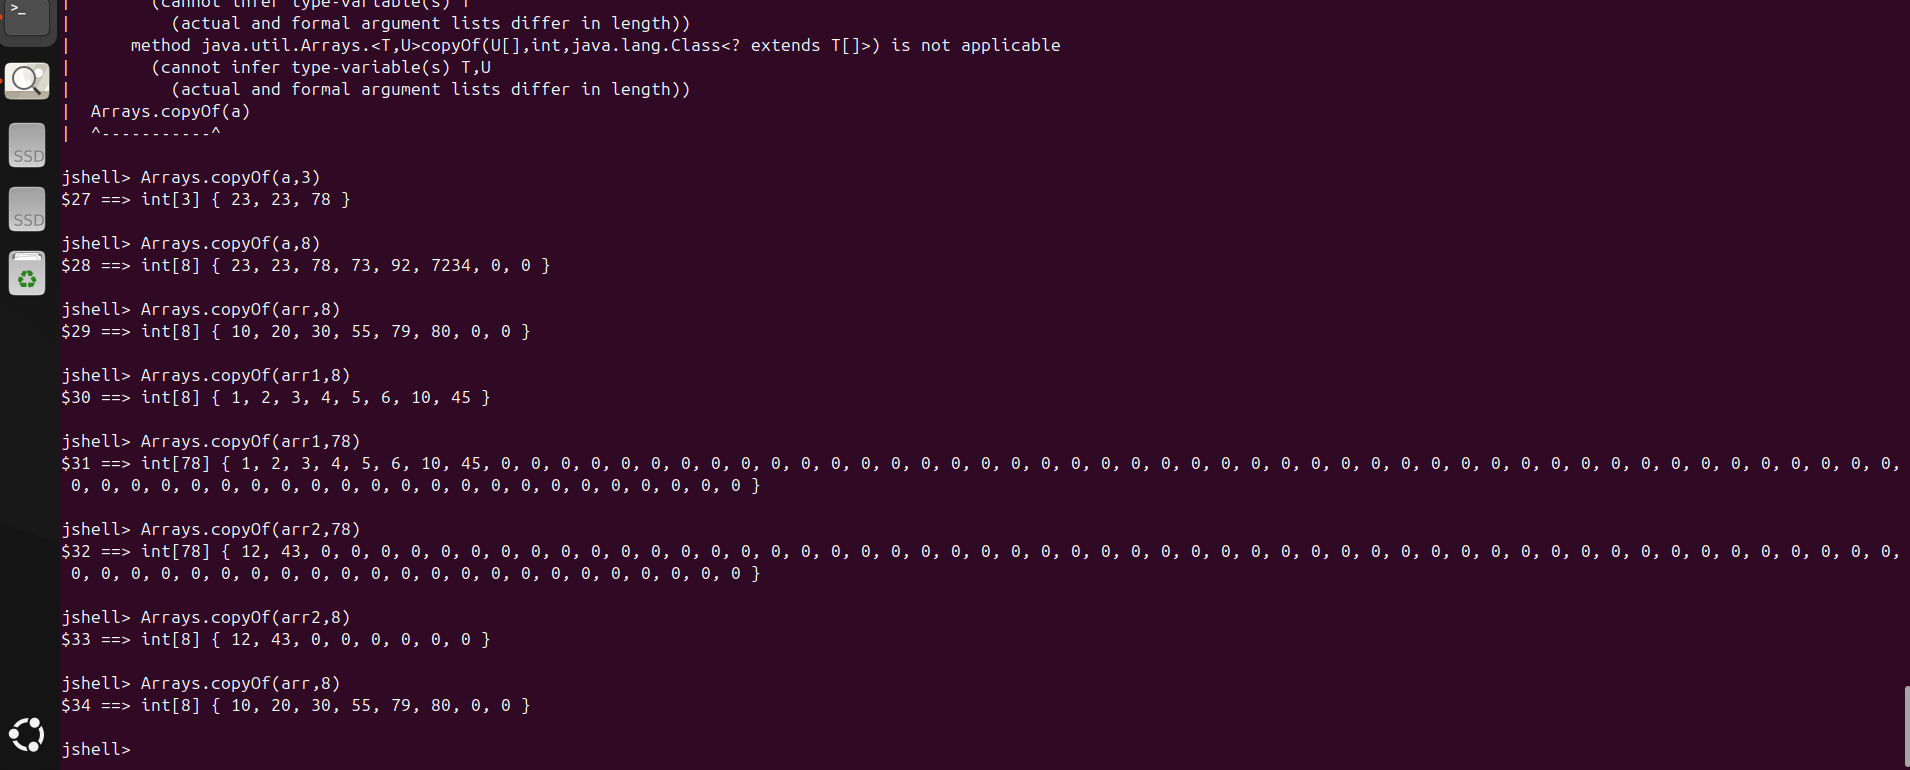 >_
| (cannot infer type-variable(s) T
| (actual and formal argument lists differ in length))
| method java.util.Arrays.<T,U>copyOf(U[],int,java.lang.Class<? extends T[]>) is not applicable
| (cannot infer type-variable(s) T,U
| (actual and formal argument lists differ in length))
| Arrays.copyOf(a)
| ^-----------^
SSD
jshell> Arrays.copyOf(a,3)
$27 ==> int[3] { 23, 23, 78 }
SSD
jshell> Arrays.copyOf(a,8)
$28 ==> int[8] { 23, 23, 78, 73, 92, 7234, 0, 0 }
jshell> Arrays.copyOf(arr,8)
$29 ==> int[8] { 10, 20, 30, 55, 79, 80, 0, 0 }
jshell> Arrays.copyOf(arr1,8)
$30 ==> int[8] { 1, 2, 3, 4, 5, 6, 10, 45 }
jshell> Arrays.copyOf(arr1,78)
$31 ==> int[78] { 1, 2, 3, 4, 5, 6, 10, 45, 0, 0, 0, 0, 0, 0, 0, 0, 0, 0, 0, 0, 0, 0, 0, 0, 0, 0, 0, 0, 0, 0, 0, 0, 0, 0, 0, 0, 0, 0, 0, 0, 0, 0, 0, 0, 0, 0, 0, 0, 0, 0, 0, 0, 0, 0, 0,
0, 0, 0, 0, 0, 0, 0, 0, 0, 0, 0, 0, 0, 0, 0, 0, 0, 0, 0, 0, 0, 0, 0 }
jshell> Arrays.copyOf(arr2,78)
$32 ==> int[78] { 12, 43, 0, 0, 0, 0, 0, 0, 0, 0, 0, 0, 0, 0, 0, 0, 0, 0, 0, 0, 0, 0, 0, 0, 0, 0, 0, 0, 0, 0, 0, 0, 0, 0, 0, 0, 0, 0, 0, 0, 0, 0, 0, 0, 0, 0, 0, 0, 0, 0, 0, 0, 0, 0, 0,
0, 0, 0, 0, 0, 0, 0, 0, 0, 0, 0, 0, 0, 0, 0, 0, 0, 0, 0, 0, 0, 0, 0 }
jshell> Arrays.copyOf(arr2,8)
$33 ==> int[8] { 12, 43, 0, 0, 0, 0, 0, 0 }
jshell> Arrays.copyOf(arr,8)
$34 ==> int[8] { 10, 20, 30, 55, 79, 80, 0, 0 }
jshell>